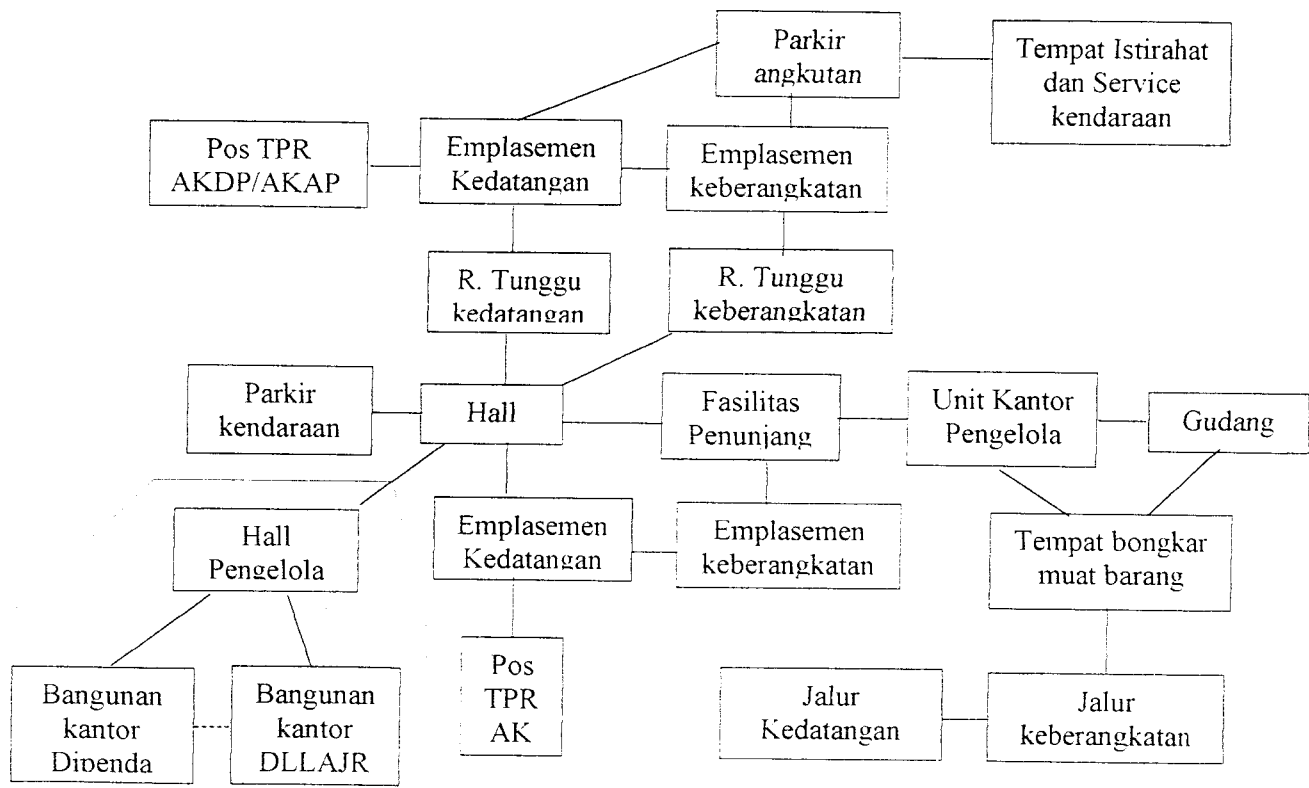 Parkir
angkutan
Tempat Istirahat
dan Service
kendaraan
Pos TPR
AKDP/AKAP
Emplasemen
Kedatangan
Emplasemen
keberangkatan
R. Tunggu
kedatangan
R. Tunggu
keberangkatan
Parkir
kendaraan
Hall
Fasilitas
Penunjang
Unit Kantor
Pengelola
Gudang
Hall
Pengelola
Emplasemen
Kedatangan
Emplasemen
keberangkatan
Tempat bongkar
muat barang
Bangunan
kantor
Dipenda
Bangunan
kantor
DLLAJR
Pos
TPR
AK
Jalur
Kedatangan
Jalur
keberangkatan